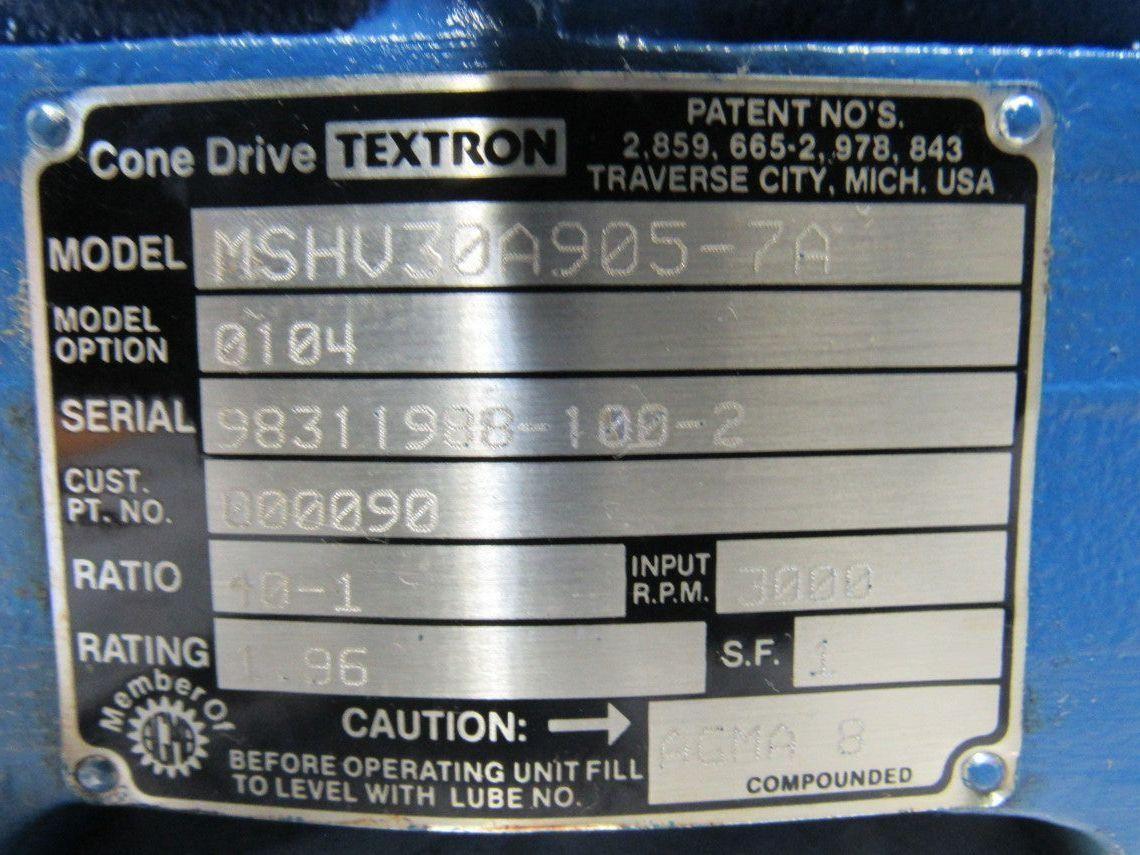 Cone Drive TEXTRON
PATENT NO'S.
2,859, 665-2,978, 843
TRAVERSE CITY, MICH. USA
MODEL MSHV30A905-7A
MODEL OPTION 0104
SERIAL 98311988-100-2
CUST. PT. NO. 000090
RATIO 40-1 INPUT R.P.M. 3000
RATING 1.96 S.F. 1
Member Of AGMA
CAUTION: AGMA 8
BEFORE OPERATING UNIT FILL
TO LEVEL WITH LUBE NO. COMPOUNDED